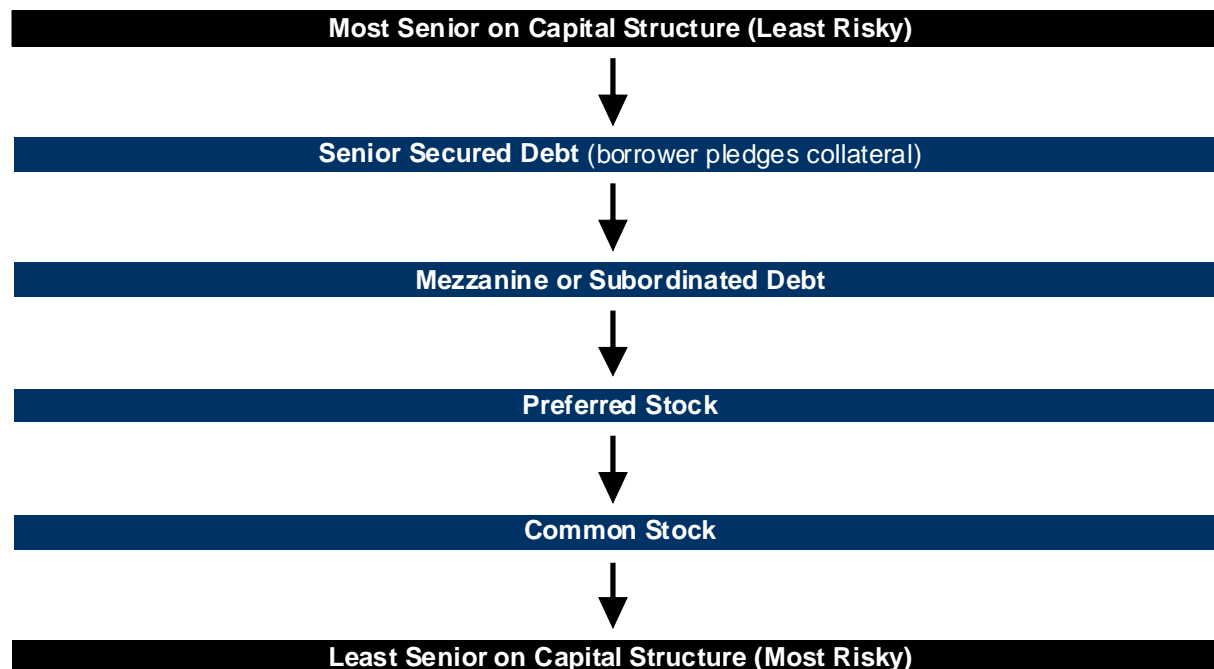 Most Senior on Capital Structure (Least Risky)
Senior Secured Debt (borrower pledges collateral)
Mezzanine or Subordinated Debt
Preferred Stock
Common Stock
Least Senior on Capital Structure (Most Risky)